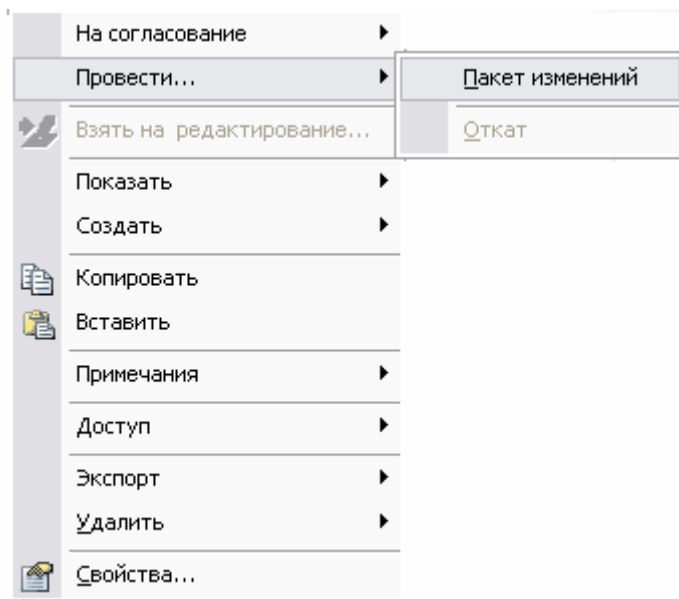 На согласование
Провести...
Пакет изменений
Взять на  редактирование...
Откат
Показать
Создать
Копировать
Вставить
Примечания
Доступ
Экспорт
Удалить
Свойства...